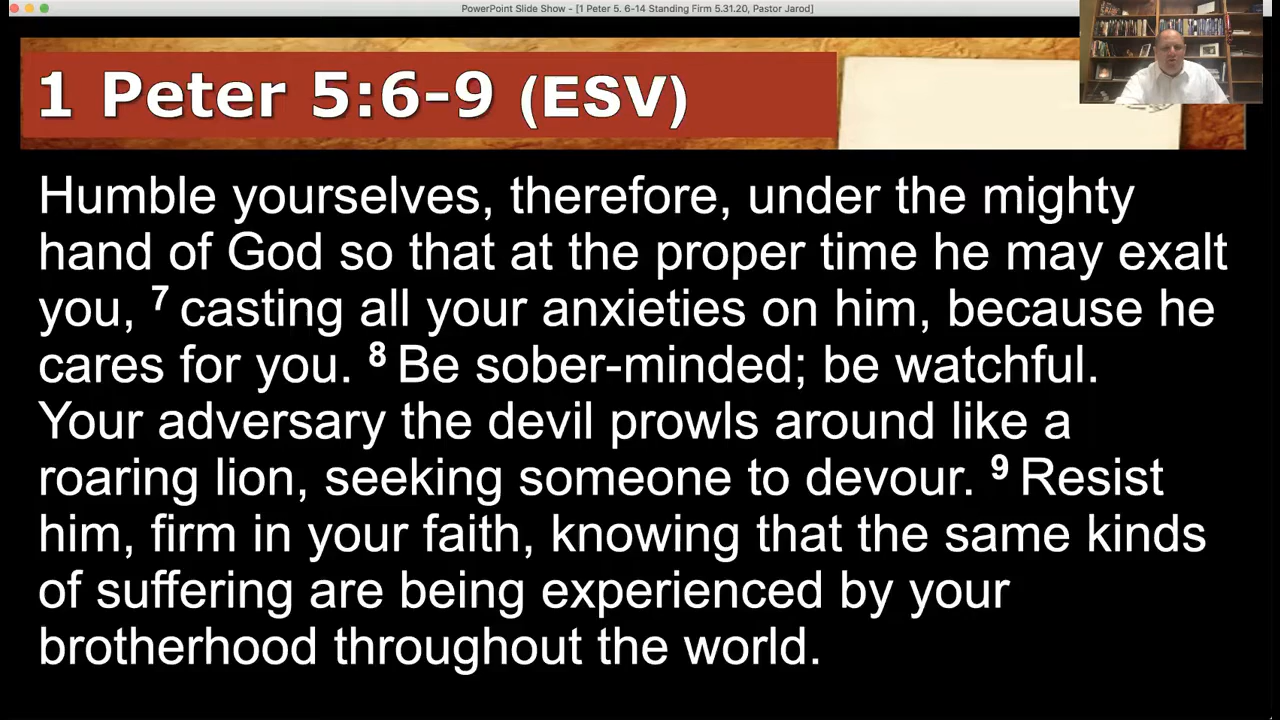 PowerPoint Slide Show - [1 Peter 5. 6-14 Standing Firm 5.31.20, Pastor Jarod]
1 Peter 5:6-9 (ESV)
Humble yourselves, therefore, under the mighty
hand of God so that at the proper time he may exalt
you, 7 casting all your anxieties on him, because he
cares for you. 8 Be sober-minded; be watchful.
Your adversary the devil prowls around like a
roaring lion, seeking someone to devour. 9 Resist
him, firm in your faith, knowing that the same kinds
of suffering are being experienced by your
brotherhood throughout the world.